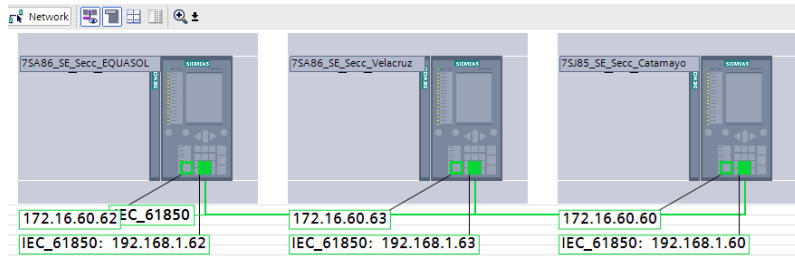 Network
7SA86_SE_Secc_EQUASOL
SIEMENS
7SA86_SE_Secc_Velacruz
SIEMENS
7SJ85_SE_Secc_Catamayo
SIEMENS
172.16.60.62
IEC_61850
172.16.60.63
172.16.60.60
IEC_61850: 192.168.1.62
IEC_61850: 192.168.1.63
IEC_61850: 192.168.1.60